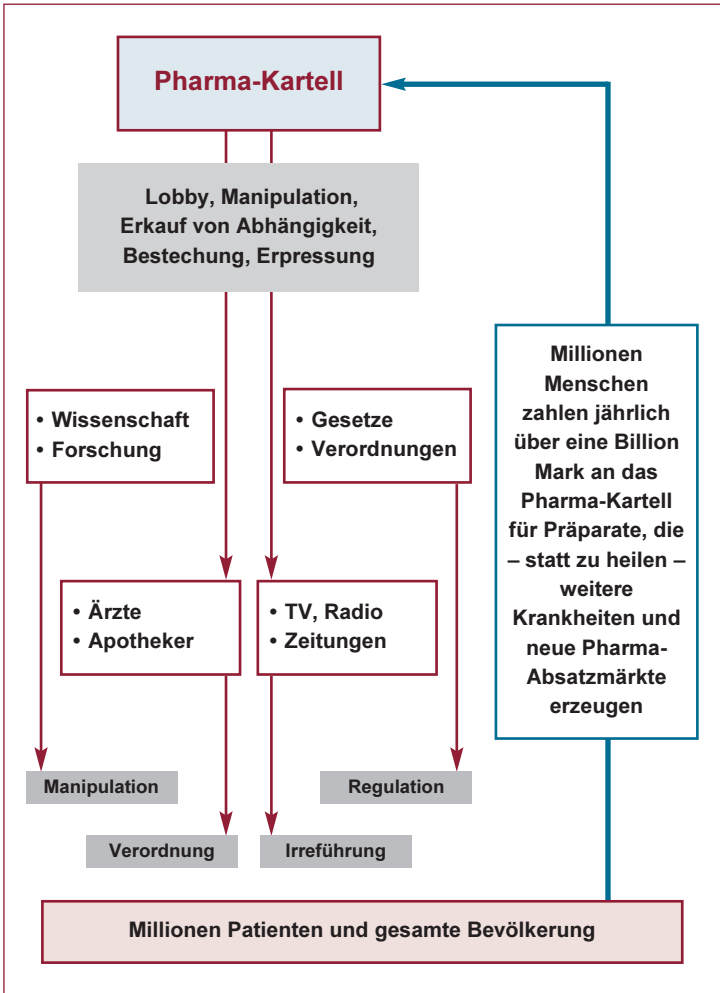 Pharma-Kartell
Lobby, Manipulation,
Erkauf von Abhängigkeit,
Bestechung, Erpressung
• Wissenschaft
• Forschung
• Gesetze
• Verordnungen
• Ärzte
• Apotheker
• TV, Radio
• Zeitungen
Manipulation
Regulation
Verordnung
Irreführung
Millionen
Menschen
zahlen jährlich
über eine Billion
Mark an das
Pharma-Kartell
für Präparate, die
– statt zu heilen –
weitere
Krankheiten und
neue Pharma-
Absatzmärkte
erzeugen
Millionen Patienten und gesamte Bevölkerung